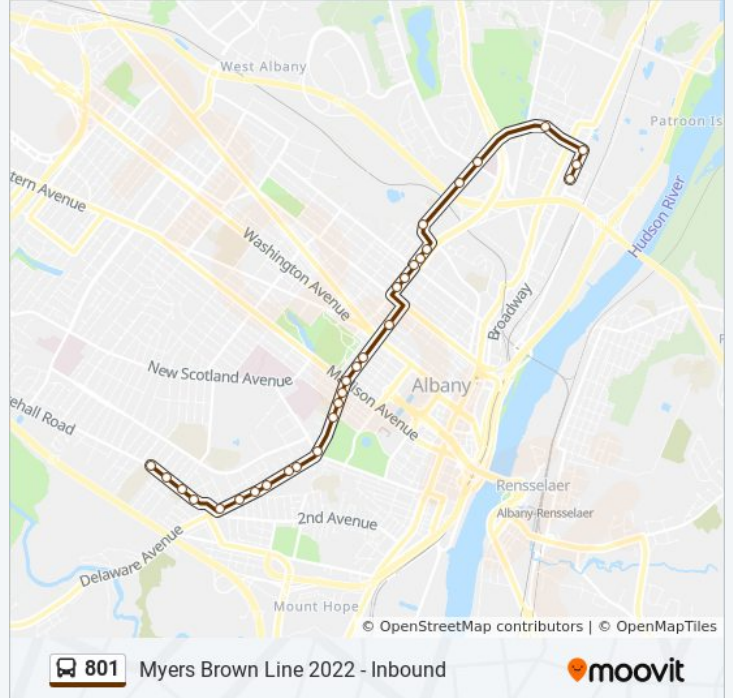 West Albany
Patroon Is
tern Avenue
Hudson River
Washington Avenue
Broadway
New Scotland Avenue
Madison Avenue
Albany
ehall Road
Rensselaer
2nd Avenue
Albany-Rensselaer
Delaware Avenue
Mount Hope
© OpenStreetMap contributors | © OpenMapTiles
801 Myers Brown Line 2022 - Inbound
moovit